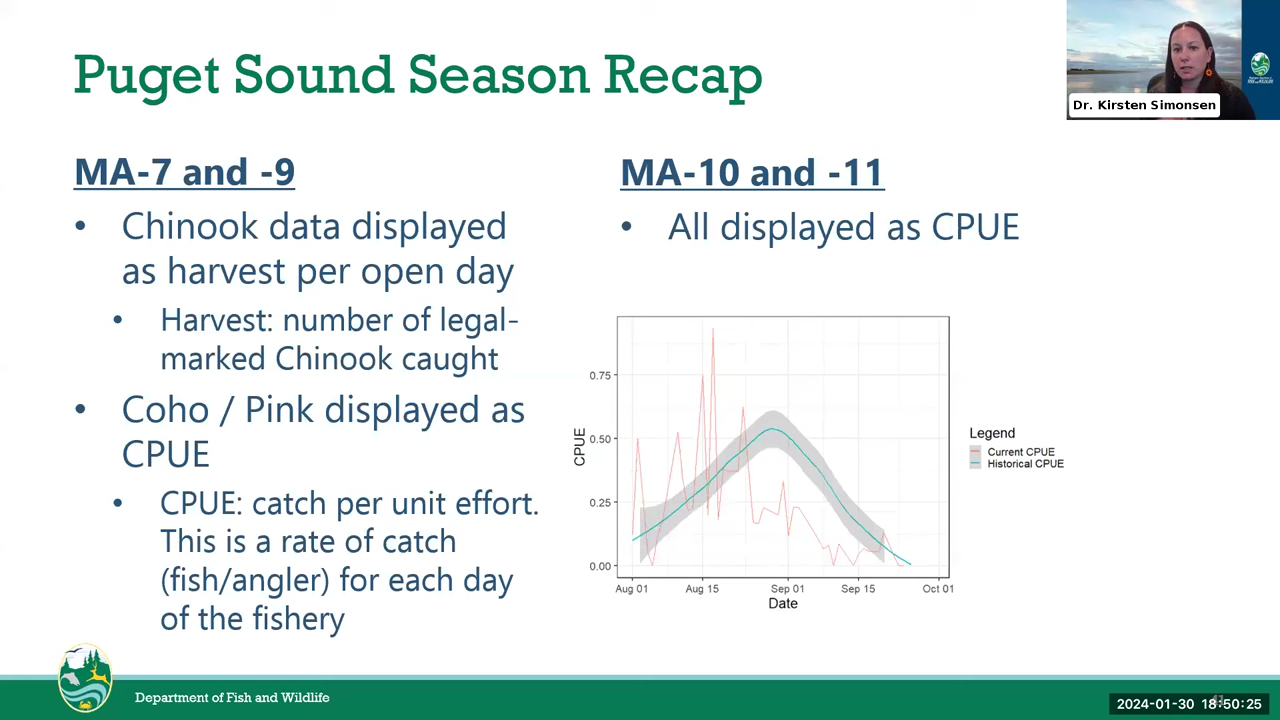 Puget Sound Season Recap
Dr. Kirsten Simonsen
MA-7 and -9
• Chinook data displayed
as harvest per open day
• Harvest: number of legal-
marked Chinook caught
• Coho / Pink displayed as
CPUE
• CPUE: catch per unit effort.
This is a rate of catch
(fish/angler) for each day
of the fishery
MA-10 and -11
• All displayed as CPUE
CPUE
0.75
0.50
0.25
0.00
Aug 01
Aug 15
Sep 01
Sep 15
Oct 01
Date
Legend
Current CPUE
Historical CPUE
Department of Fish and Wildlife
2024-01-30 18:50:25